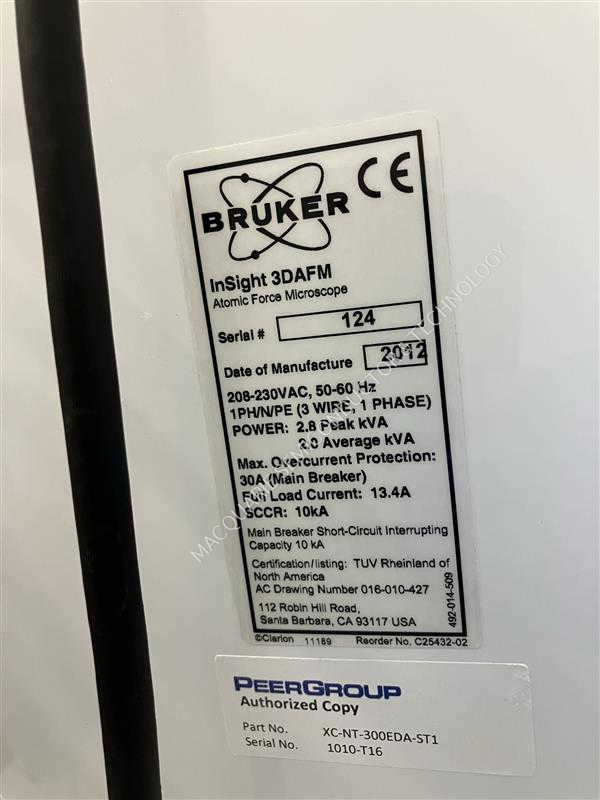 BRUKER CE
InSight 3DAFM
Atomic Force Microscope
Serial # 124
Date of Manufacture 2012
208-230VAC, 50-60 Hz
1PH/N/PE (3 WIRE, 1 PHASE)
POWER: 2.8 Peak kVA
2.0 Average kVA
Max. Overcurrent Protection:
30A (Main Breaker)
Full Load Current: 13.4A
SCCR: 10kA
Main Breaker Short-Circuit Interrupting
Capacity 10 kA
Certification/listing: TUV Rheinland of
North America
AC Drawing Number 016-010-427
112 Robin Hill Road,
Santa Barbara, CA 93117 USA
492-014-509
©Clarion 11189 Reorder No. C25432-02
PEERGROUP
Authorized Copy
Part No. XC-NT-300EDA-ST1
Serial No. 1010-T16